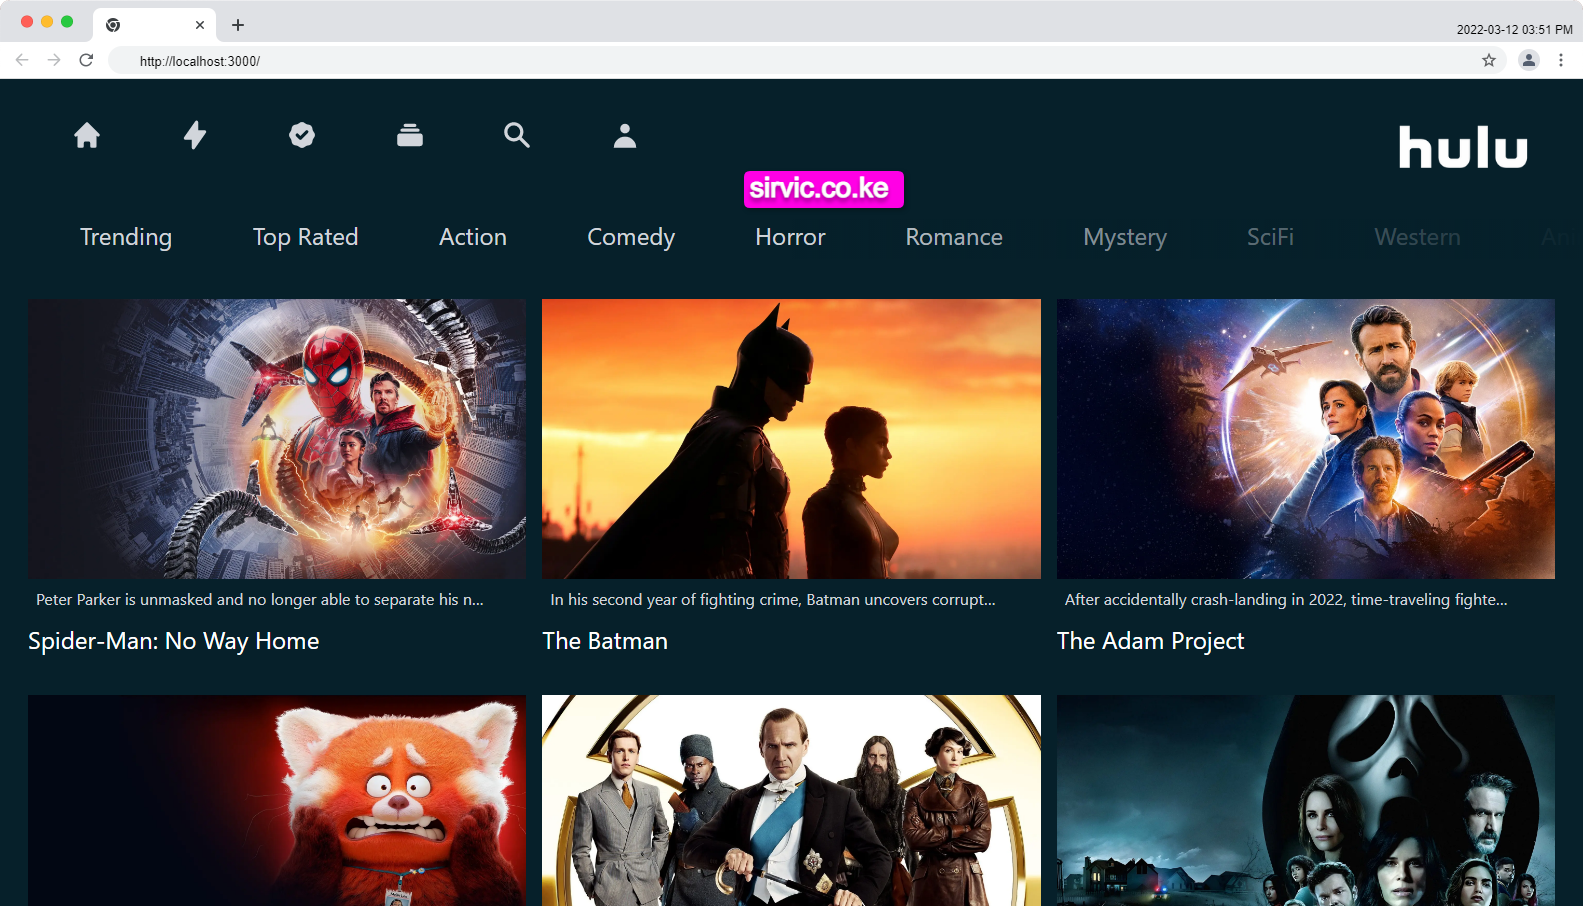 2022-03-12 03:51 PM
http://localhost:3000/
hulu
sirvic.co.ke
Trending Top Rated Action Comedy Horror Romance Mystery SciFi Western
Peter Parker is unmasked and no longer able to separate his n...
Spider-Man: No Way Home
In his second year of fighting crime, Batman uncovers corrupt...
The Batman
After accidentally crash-landing in 2022, time-traveling fighte...
The Adam Project